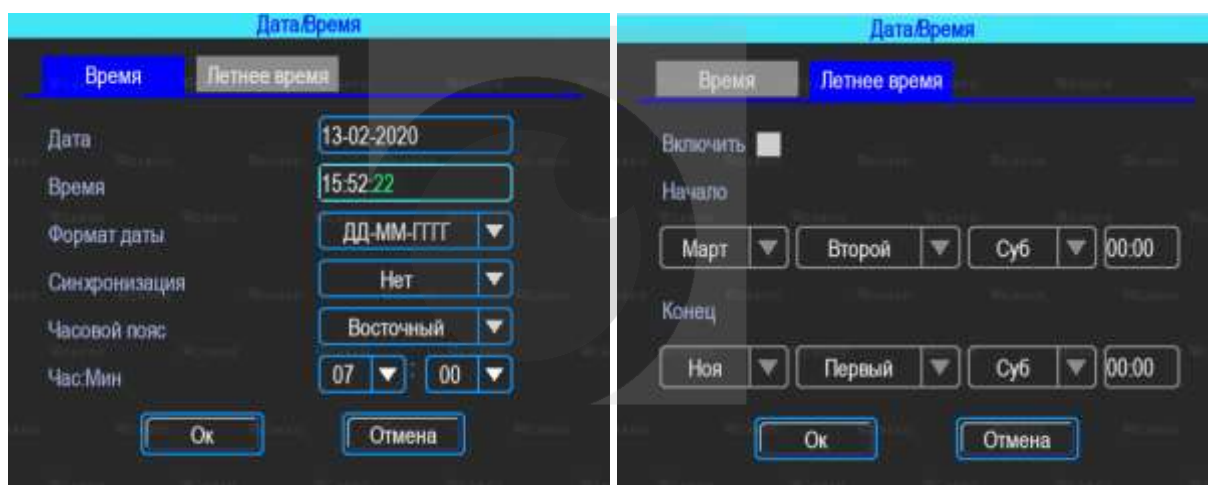 Дата/Время
Время Летнее время
Дата 13-02-2020
Время 15:52:22
Формат даты ДД-ММ-ГГГГ
Синхронизация Нет
Часовой пояс Восточный
Час:Мин 07 : 00
Ок Отмена
Дата/Время
Время Летнее время
Включить
Начало
Март Второй Суб 00:00
Конец
Ноя Первый Суб 00:00
Ок Отмена